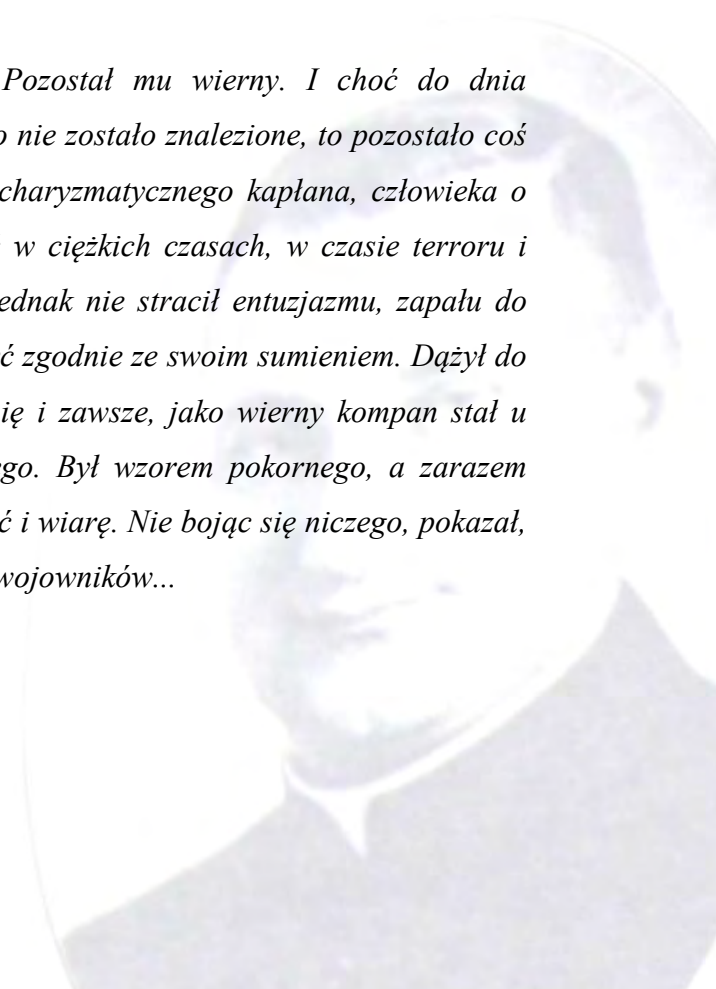 Pozostał mu wierny. I choć do dnia
o nie zostało znalezione, to pozostało coś
charyzmatycznego kapłana, człowieka o
w ciężkich czasach, w czasie terroru i
ednak nie stracił entuzjazmu, zapału do
ć zgodnie ze swoim sumieniem. Dążył do
ię i zawsze, jako wierny kompan stał u
go. Był wzorem pokornego, a zarazem
ć i wiarę. Nie bojąc się niczego, pokazał,
wojowników...